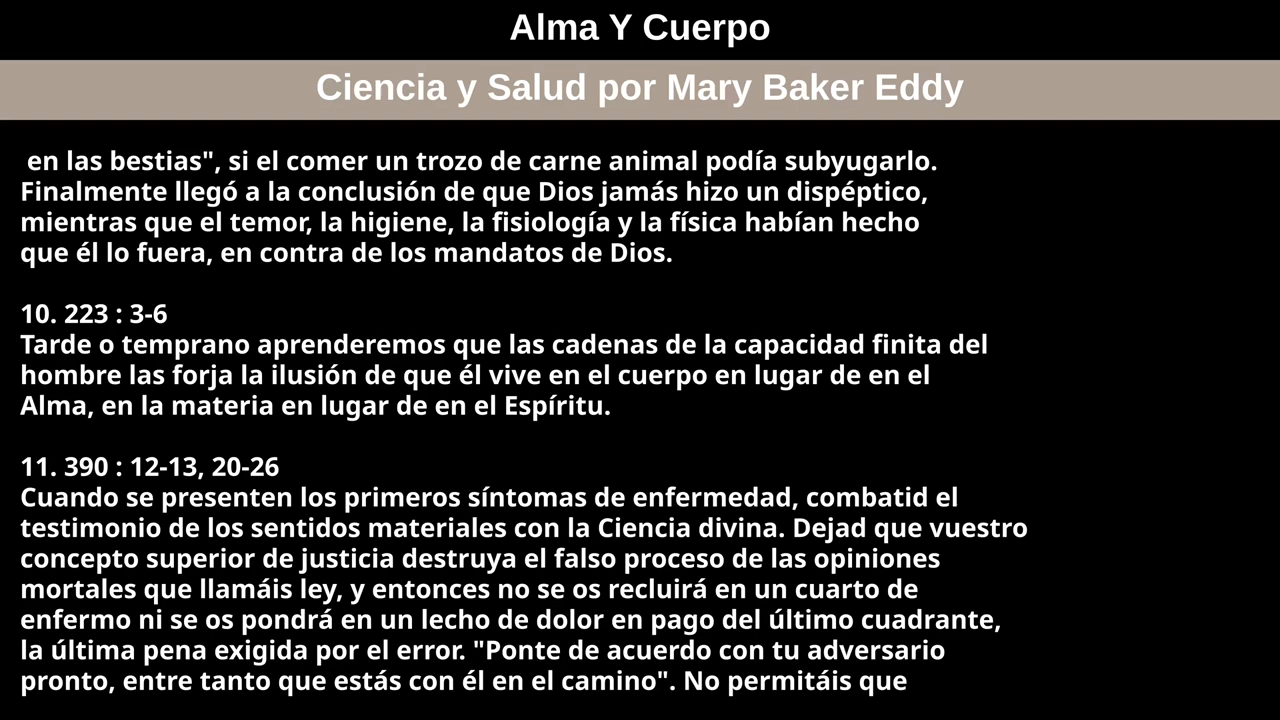 Alma Y Cuerpo
Ciencia y Salud por Mary Baker Eddy
en las bestias", si el comer un trozo de carne animal podía subyugarlo.
Finalmente llegó a la conclusión de que Dios jamás hizo un dispéptico,
mientras que el temor, la higiene, la fisiología y la física habían hecho
que él lo fuera, en contra de los mandatos de Dios.
10. 223 : 3-6
Tarde o temprano aprenderemos que las cadenas de la capacidad finita del
hombre las forja la ilusión de que él vive en el cuerpo en lugar de en el
Alma, en la materia en lugar de en el Espíritu.
11. 390 : 12-13, 20-26
Cuando se presenten los primeros síntomas de enfermedad, combatid el
testimonio de los sentidos materiales con la Ciencia divina. Dejad que vuestro
concepto superior de justicia destruya el falso proceso de las opiniones
mortales que llamáis ley, y entonces no se os recluirá en un cuarto de
enfermo ni se os pondrá en un lecho de dolor en pago del último cuadrante,
la última pena exigida por el error. "Ponte de acuerdo con tu adversario
pronto, entre tanto que estás con él en el camino". No permitáis que